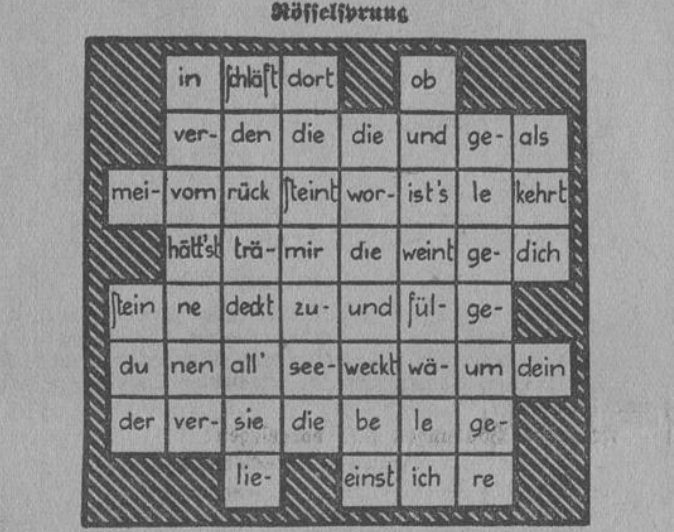 Rösselsprung
in schläft dort ob
ver- den die die und ge- als
mei- vom rück steint wor- ist's le kehrt
hätt'st trä- mir die weint ge- dich
stein ne deckt zu- und fül- ge-
du nen all' see- weckt wä- um dein
der ver- sie die be le ge-
lie- einst ich re